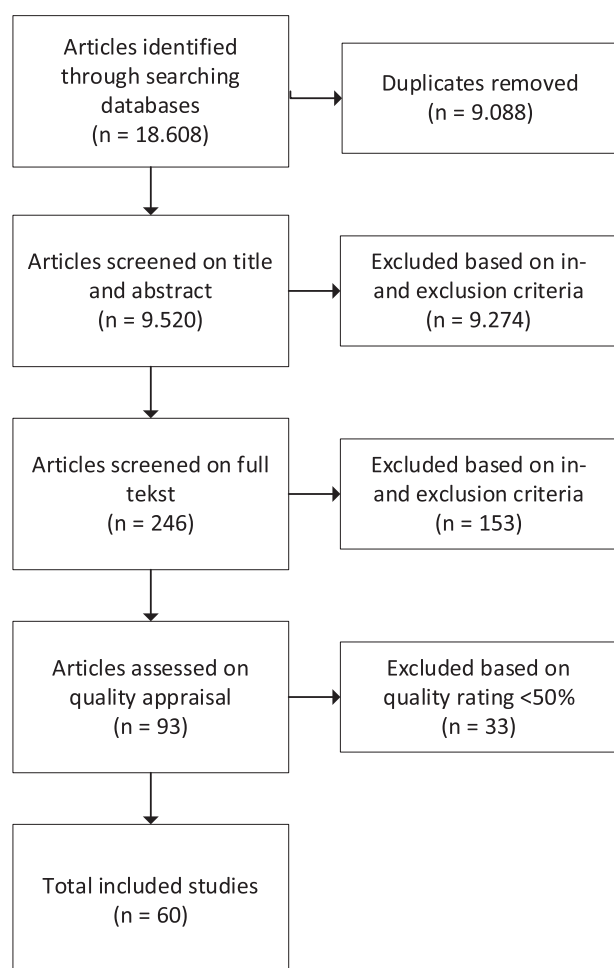 Articles identified
through searching
databases
(n = 18.608)
Duplicates removed
(n = 9.088)
Articles screened on title
and abstract
(n = 9.520)
Excluded based on in-
and exclusion criteria
(n = 9.274)
Articles screened on full
tekst
(n = 246)
Excluded based on in-
and exclusion criteria
(n = 153)
Articles assessed on
quality appraisal
(n = 93)
Excluded based on
quality rating <50%
(n = 33)
Total included studies
(n = 60)